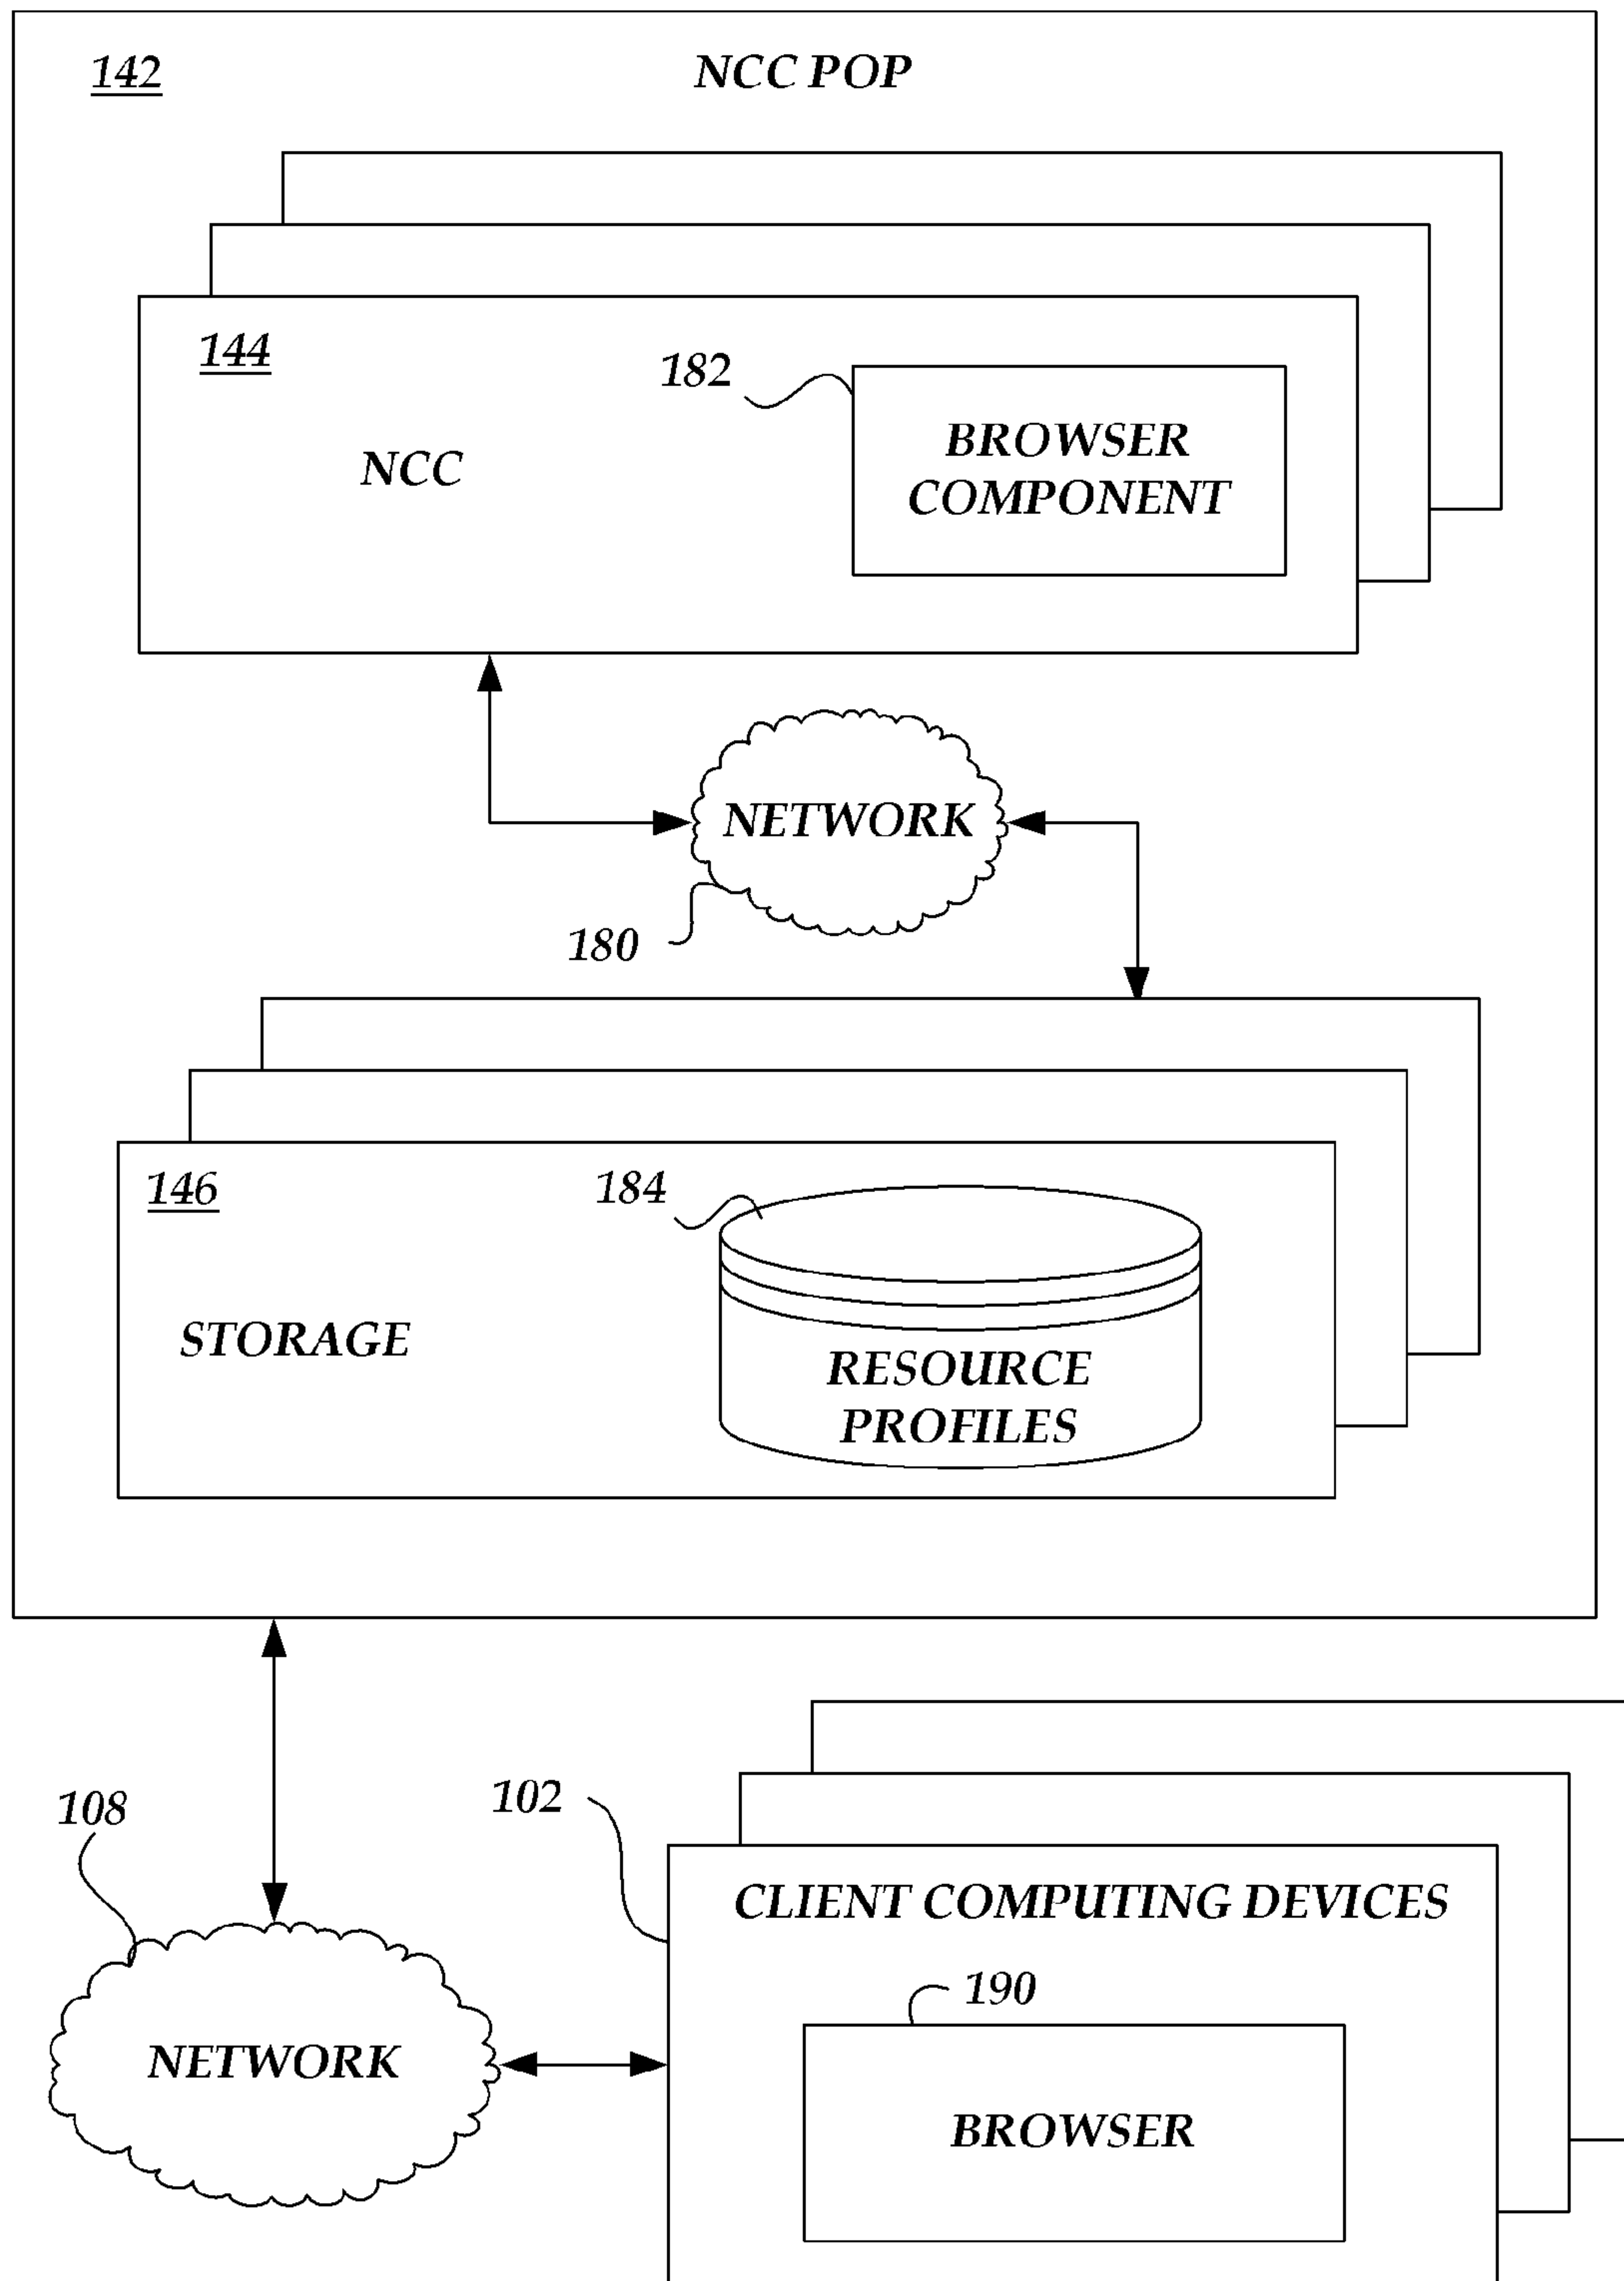 142
NCC POP
144
182
NCC
BROWSER
COMPONENT
NETWORK
180
146
184
STORAGE
RESOURCE
PROFILES
108
102
CLIENT COMPUTING DEVICES
190
NETWORK
BROWSER